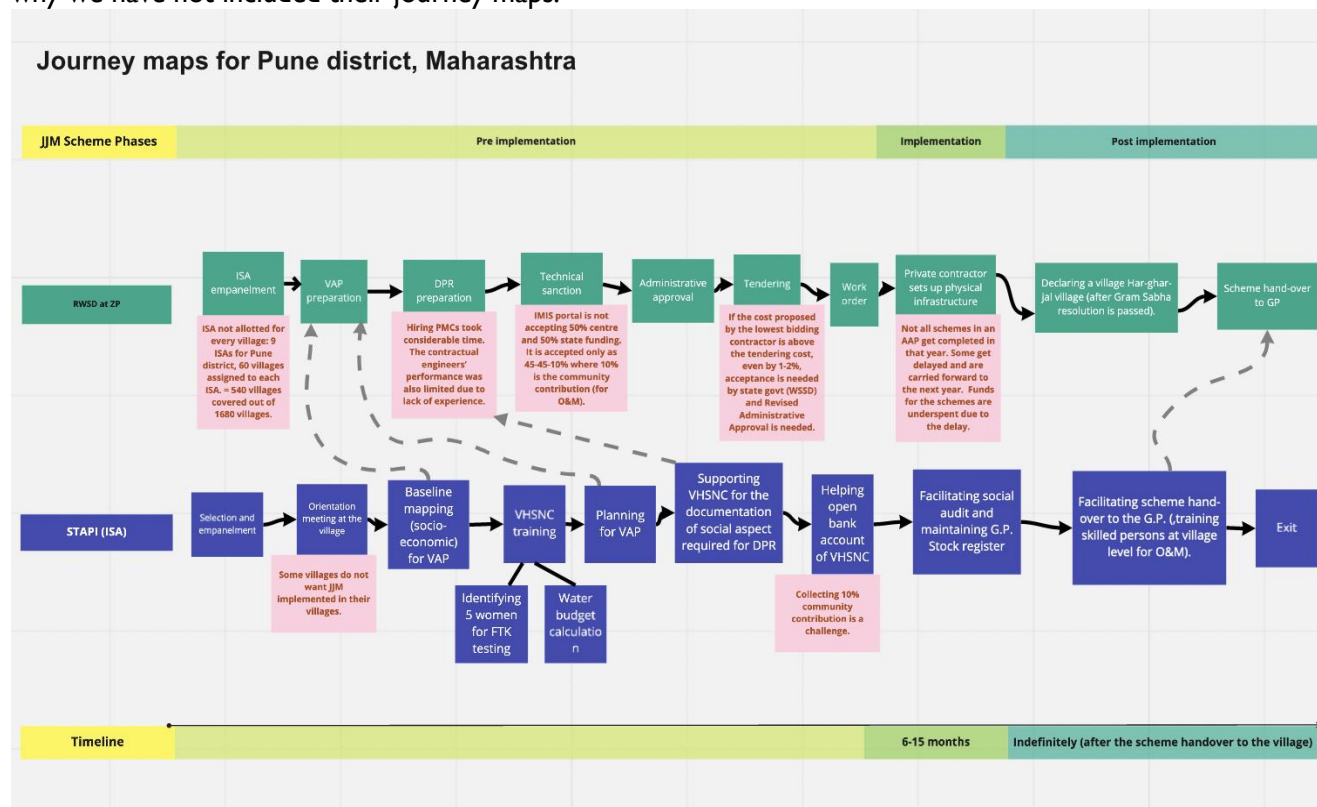 why we have not included their journey maps.
Journey maps for Pune district, Maharashtra
JJM Scheme Phases
Pre implementation
Implementation
Post implementation
RWSD at ZP
ISA
empanelment
VAP
preparation
DPR
preparation
Technical
sanction
Administrative
approval
Tendering
Work
order
Private contractor
sets up physical
infrastructure
Declaring a village Har-ghar-
jal village (after Gram Sabha
resolution is passed).
Scheme hand-over
to GP
ISA not allotted for
every village: 9
ISAs for Pune
district, 60 villages
assigned to each
ISA. = 540 villages
covered out of
1680 villages.
Hiring PMCs took
considerable time.
The contractual
engineers'
performance was
also limited due to
lack of experience.
IMIS portal is not
accepting 50% centre
and 50% state funding.
It is accepted only as
45-45-10% where 10%
is the community
contribution (for
O&M).
If the cost proposed
by the lowest bidding
contractor is above
the tendering cost,
even by 1-2%,
acceptance is needed
by state govt (WSSD)
and Revised
Administrative
Approval is needed.
Not all schemes in an
AAP get completed in
that year. Some get
delayed and are
carried forward to
the next year. Funds
for the schemes are
underspent due to
the delay.
STAPI (ISA)
Selection and
empanelment
Orientation
meeting at the
village
Baseline
mapping
(socio-
economic)
for VAP
VHSNC
training
Planning
for VAP
Supporting
VHSNC for the
documentation
of social aspect
required for DPR
Helping
open
bank
account
of VHSNC
Facilitating social
audit and
maintaining G.P.
Stock register
Facilitating scheme hand-
over to the G.P. (,training
skilled persons at village
level for O&M).
Exit
Some villages do not
want JJM
implemented in their
villages.
Identifying
5 women
for FTK
testing
Water
budget
calculatio
n
Collecting 10%
community
contribution is a
challenge.
Timeline
6-15 months
Indefinitely (after the scheme handover to the village)